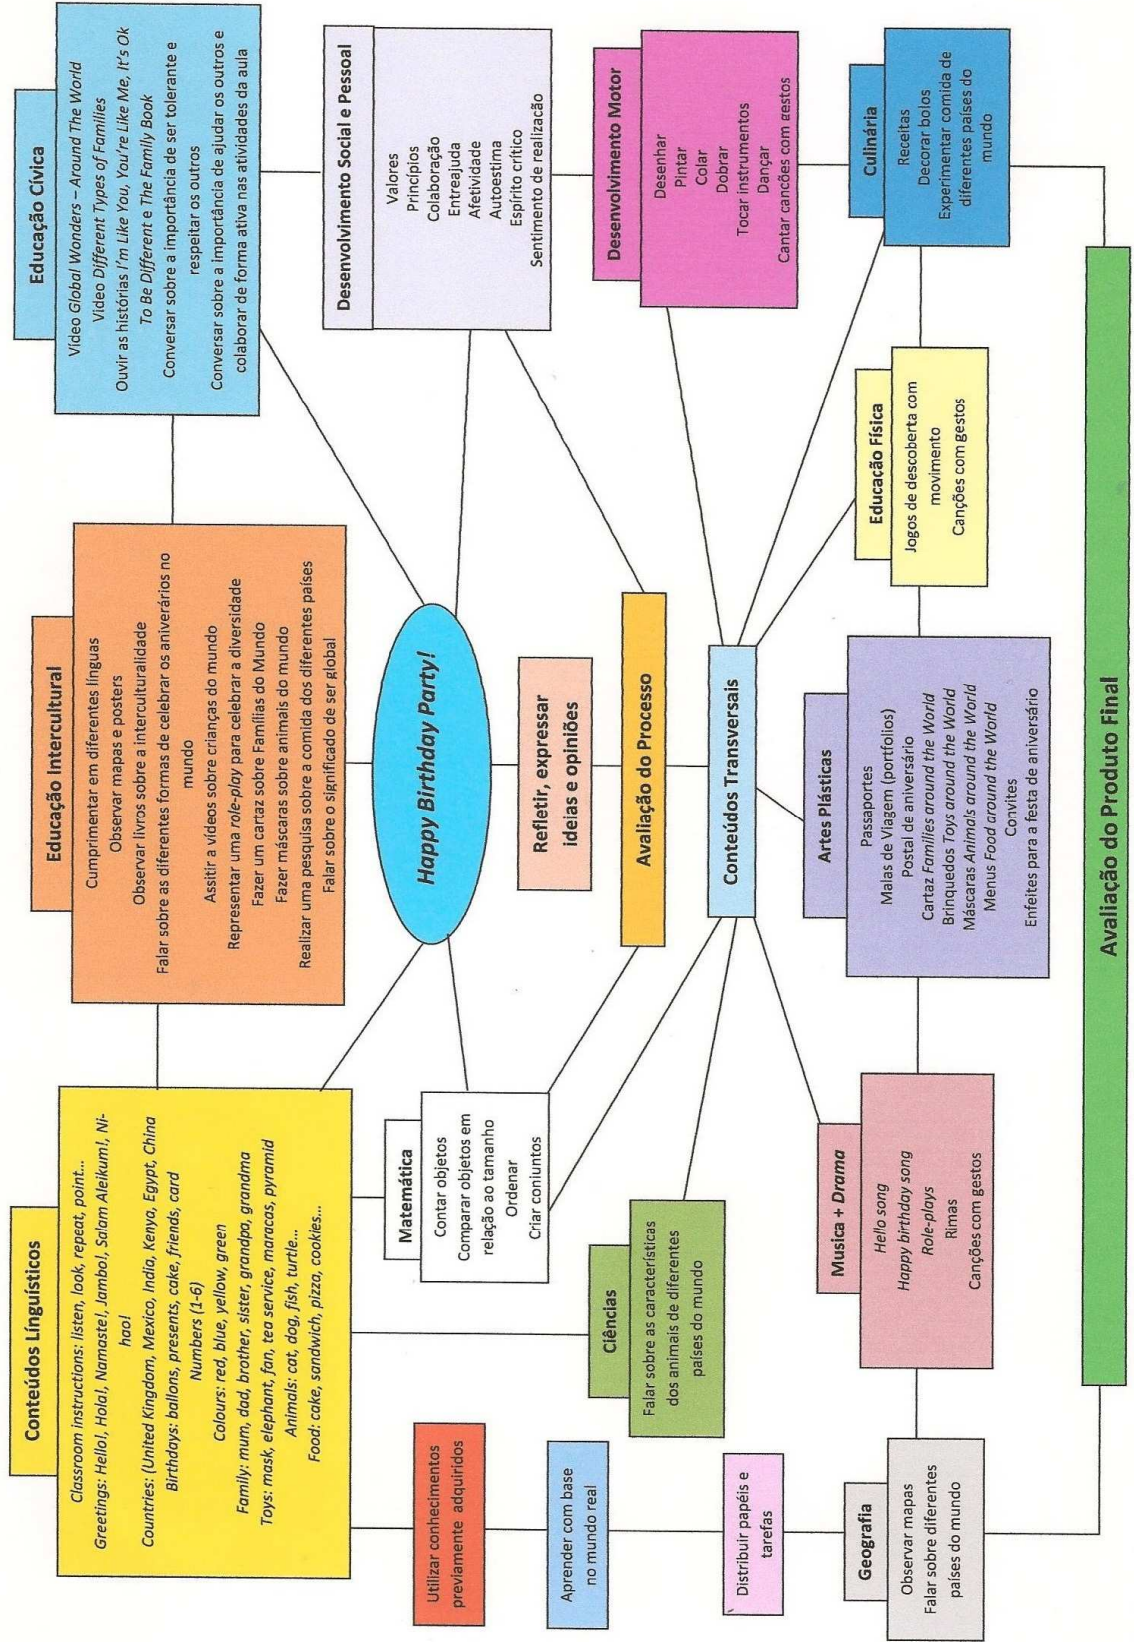 Conteúdos Línguísticos
Classroom instructions: listen, look, repeat, point...
Greetings: Hello!, Hola!, Namaste!, Jambo!, Salam Aleikum!, Ni-
hao!
Countries: (United Kingdom, Mexico, India, Kenya, Egypt, China
Birthdays: ballons, presents, cake, friends, card
Numbers (1-6)
Colours: red, blue, yellow, green
Family: mum, dad, brother, sister, grandpa, grandma
Toys: mask, elephant, fan, tea service, maracas, pyramid
Animals: cat, dog, fish, turtle...
Food: cake, sandwich, pizza, cookies...
Educação Intercultural
Cumprimentar em diferentes línguas
Observar mapas e posters
Observar livros sobre a interculturalidade
Falar sobre as diferentes formas de celebrar os aniverários no
mundo
Assitir a vídeos sobre crianças do mundo
Representar uma role-play para celebrar a diversidade
Fazer um cartaz sobre Famílias do Mundo
Fazer máscaras sobre animais do mundo
Realizar uma pesquisa sobre a comida dos diferentes países
Falar sobre o significado de ser global
Educação Cívica
Vídeo Global Wonders – Around The World
Vídeo Different Types of Families
Ouvir as histórias I'm Like You, You're Like Me, It's Ok
To Be Different e The Family Book
Conversar sobre a importância de ser tolerante e
respeitar os outros
Conversar sobre a importância de ajudar os outros e
colaborar de forma ativa nas atividades da aula
Happy Birthday Party!
Desenvolvimento Social e Pessoal
Valores
Princípios
Colaboração
Entreajuda
Afetividade
Autoestima
Espírito crítico
Sentimento de realização
Matemática
Contar objetos
Comparar objetos em
relação ao tamanho
Ordenar
Criar conjuntos
Refletir, expressar
ideias e opiniões
Utilizar conhecimentos
previamente adquiridos
Avaliação do Processo
Aprender com base
no mundo real
Ciências
Falar sobre as características
dos animais de diferentes
países do mundo
Conteúdos Transversais
Desenvolvimento Motor
Desenhar
Pintar
Colar
Dobrar
Tocar instrumentos
Dançar
Cantar canções com gestos
Distribuir papéis e
tarefas
Geografia
Observar mapas
Falar sobre diferentes
países do mundo
Musica + Drama
Hello song
Happy birthday song
Role-plays
Rimas
Canções com gestos
Artes Plásticas
Passaportes
Malas de Viagem (portfolios)
Postal de aniversário
Cartaz Families around the World
Brinquedos Toys around the World
Máscaras Animals around the World
Menus Food around the World
Convites
Enfeites para a festa de aniversário
Educação Física
Jogos de descoberta com
movimento
Canções com gestos
Culinária
Receitas
Decorar bolos
Experimentar comida de
diferentes países do
mundo
Avaliação do Produto Final